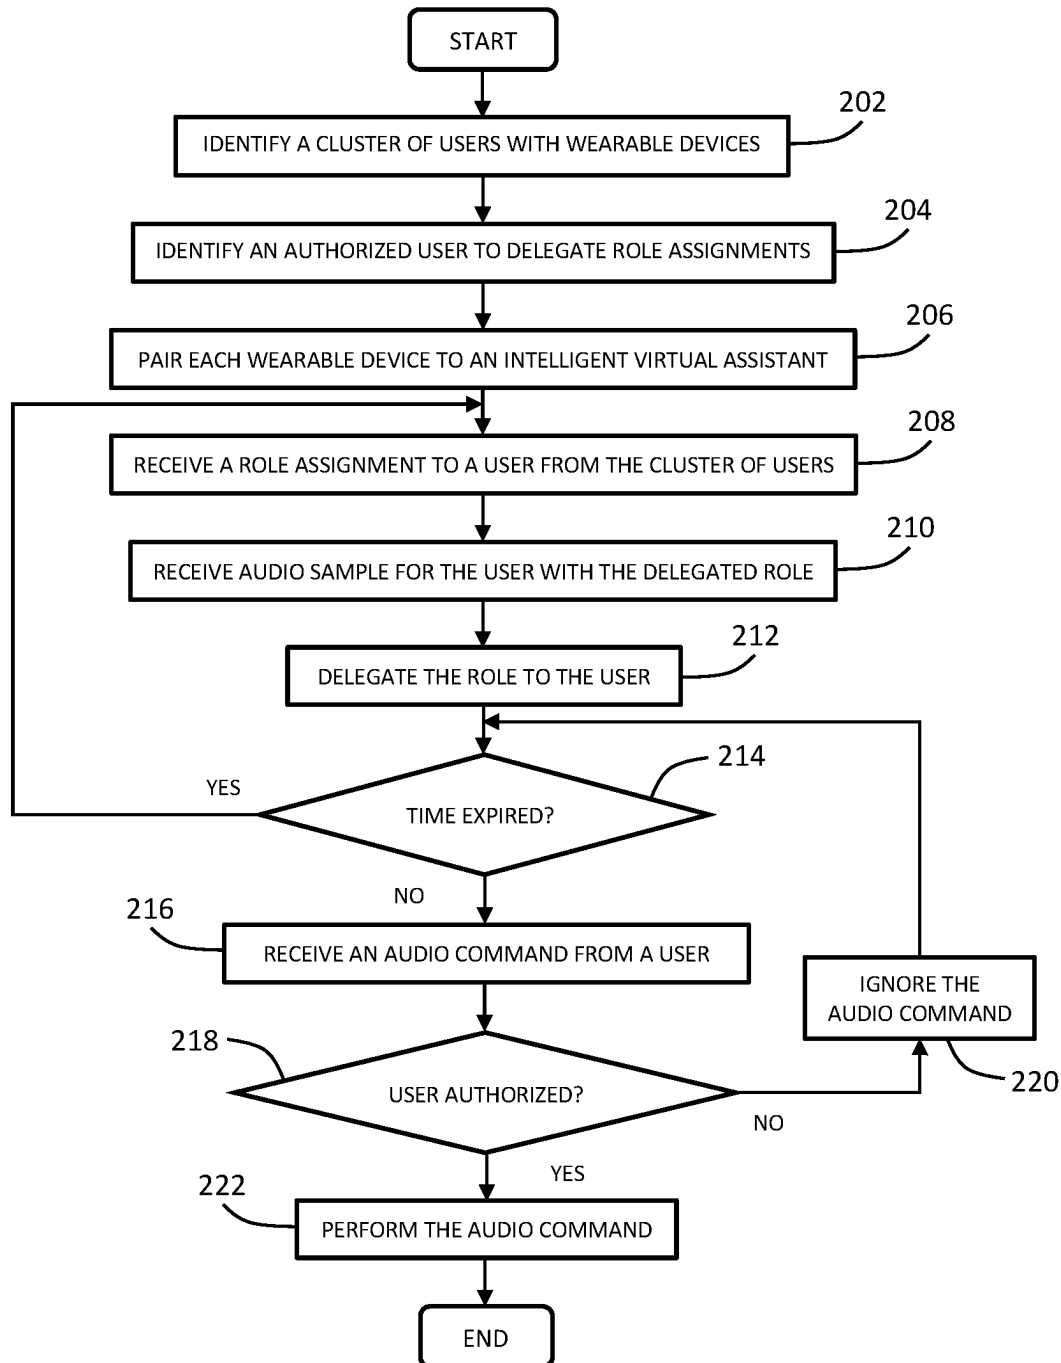 START
202
IDENTIFY A CLUSTER OF USERS WITH WEARABLE DEVICES
204
IDENTIFY AN AUTHORIZED USER TO DELEGATE ROLE ASSIGNMENTS
206
PAIR EACH WEARABLE DEVICE TO AN INTELLIGENT VIRTUAL ASSISTANT
208
RECEIVE A ROLE ASSIGNMENT TO A USER FROM THE CLUSTER OF USERS
210
RECEIVE AUDIO SAMPLE FOR THE USER WITH THE DELEGATED ROLE
212
DELEGATE THE ROLE TO THE USER
214
YES
TIME EXPIRED?
NO
216
RECEIVE AN AUDIO COMMAND FROM A USER
IGNORE THE
AUDIO COMMAND
218
220
USER AUTHORIZED?
NO
YES
222
PERFORM THE AUDIO COMMAND
END